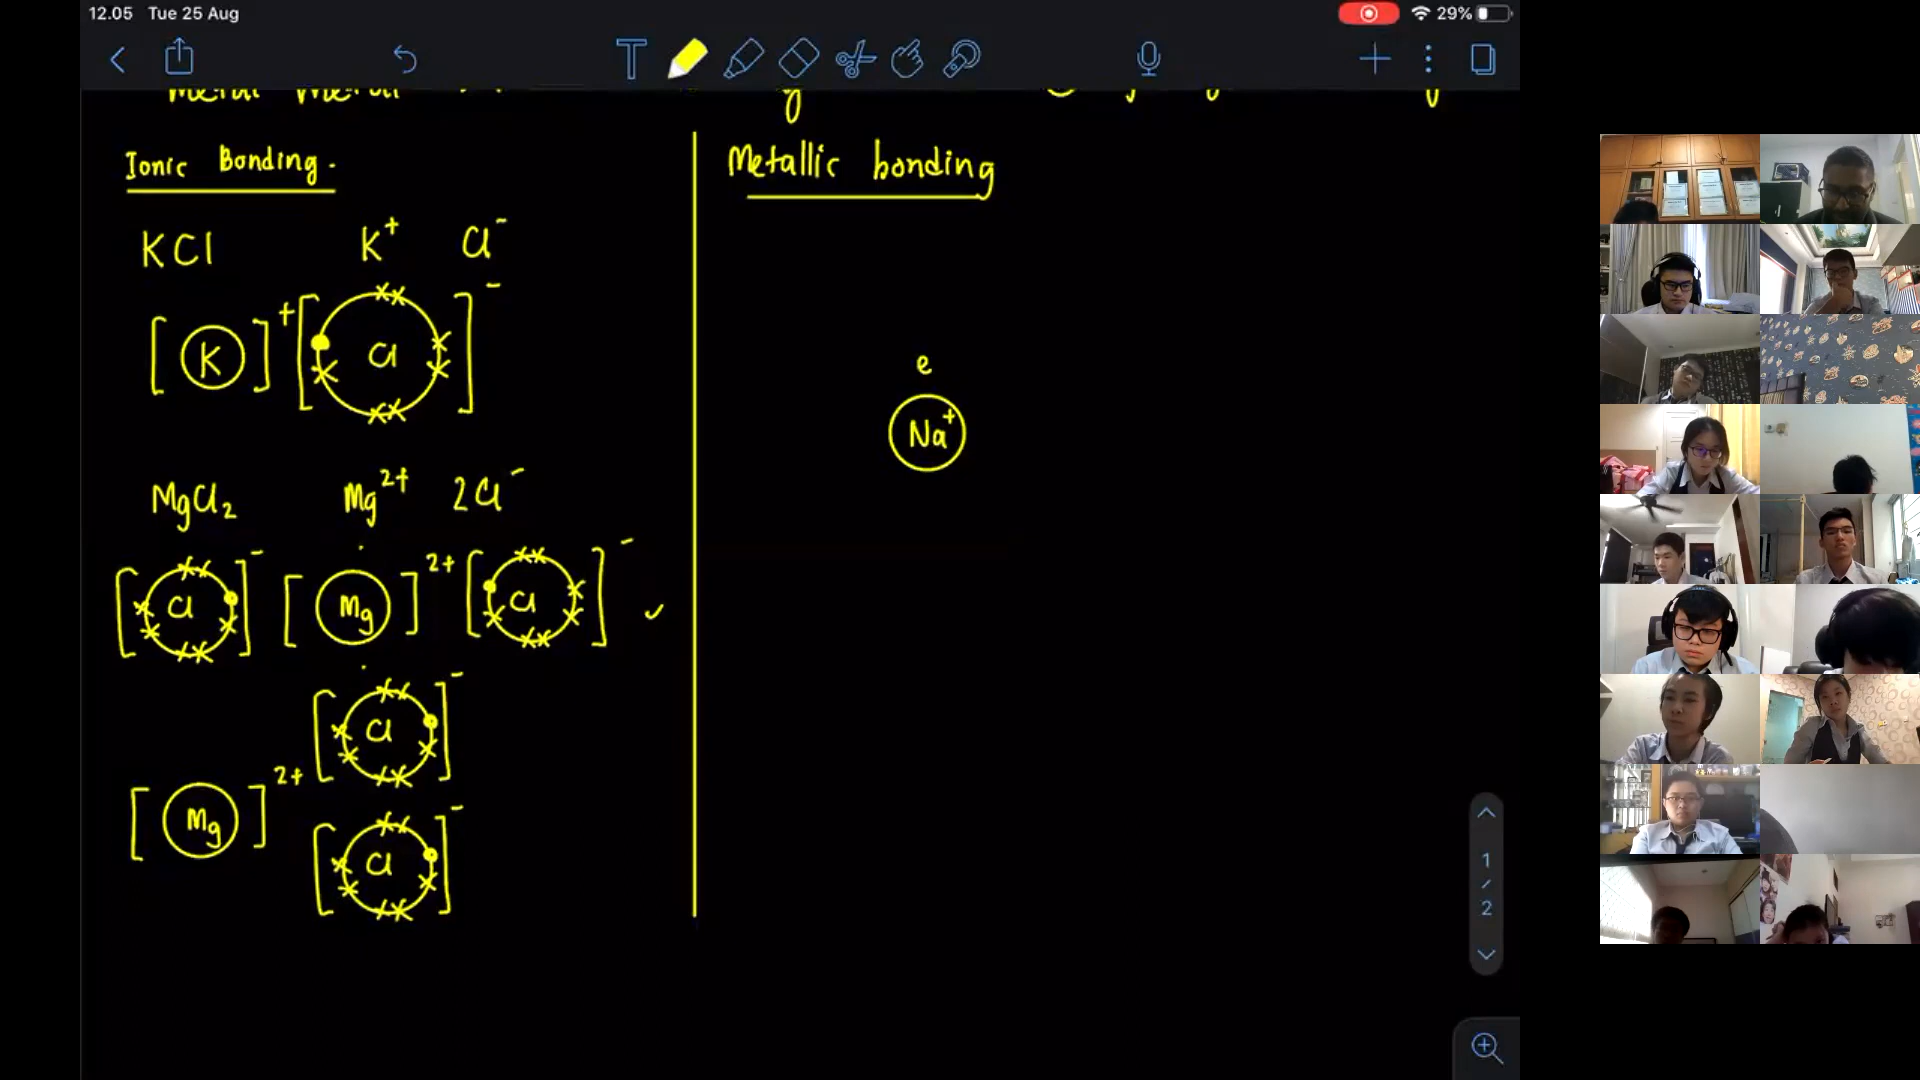 12.05 Tue 25 Aug
29%
T
Ionic Bonding.
KCl K⁺ Cl⁻
[K]⁺ [Cl]⁻
MgCl₂ Mg²⁺ 2Cl⁻
[Cl]⁻ [Mg]²⁺ [Cl]⁻ ✓
[Cl]⁻
[Mg]²⁺
[Cl]⁻
Metallic bonding
e
Na⁺
1
/
2